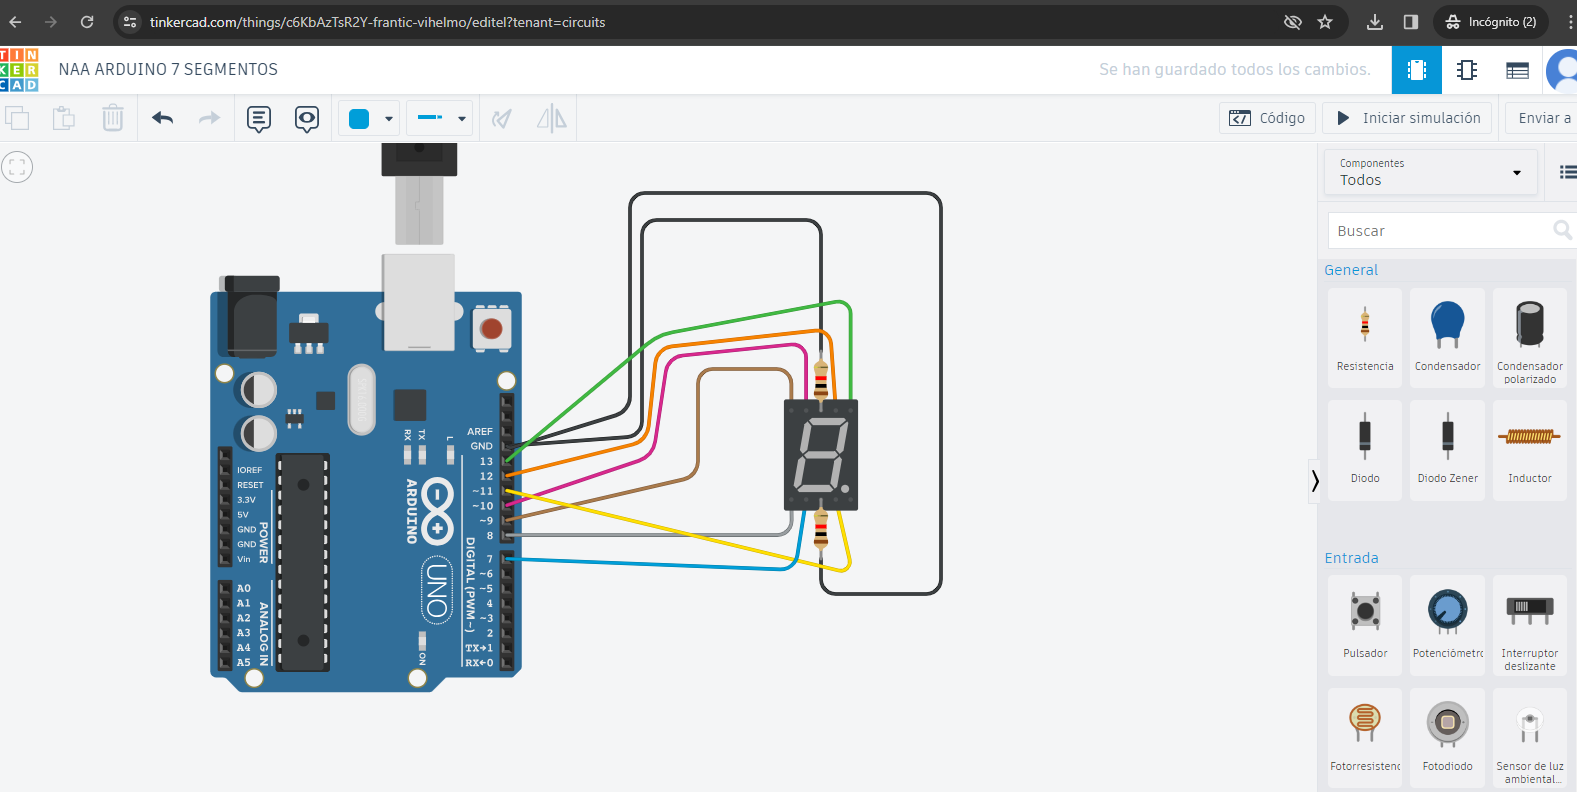 tinkercad.com/things/c6KbAzTsR2Y-frantic-vihelmo/editel?tenant=circuits
Incógnito (2)
TIN
KER
CAD
NAA ARDUINO 7 SEGMENTOS
Se han guardado todos los cambios.
Código
Iniciar simulación
Enviar a
Componentes
Todos
Buscar
General
Resistencia
Condensador
Condensador
polarizado
Diodo
Diodo Zener
Inductor
Entrada
Pulsador
Potenciómetro
Interruptor
deslizante
Fotorresistenc
Fotodiodo
Sensor de luz
ambiental...
RX
TX
L
AREF
GND
13
12
~11
~10
~9
8
7
~6
~5
4
~3
2
TX→1
RX←0
DIGITAL (PWM~)
ARDUINO
UNO
ON
IOREF
RESET
3.3V
5V
GND
GND
Vin
POWER
A0
A1
A2
A3
A4
A5
ANALOG IN